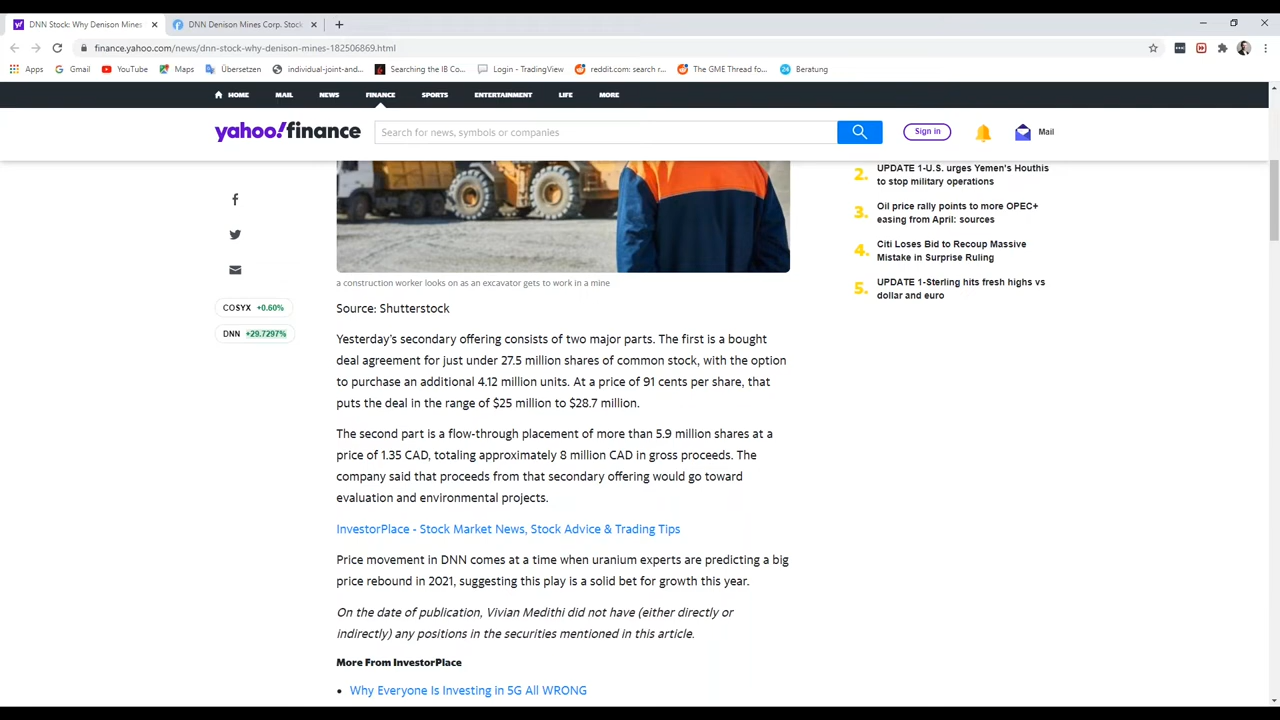 DNN Stock: Why Denison Mines
DNN Denison Mines Corp. Stock
finance.yahoo.com/news/dnn-stock-why-denison-mines-182506869.html
Apps
Gmail
YouTube
Maps
Übersetzen
individual-joint-and...
Searching the IB Co...
Login - TradingView
reddit.com: search r...
The GME Thread fo...
24
Beratung
HOME
MAIL
NEWS
FINANCE
SPORTS
ENTERTAINMENT
LIFE
MORE
yahoo!finance
Search for news, symbols or companies
Sign in
Mail
2. UPDATE 1-U.S. urges Yemen's Houthis
to stop military operations
3. Oil price rally points to more OPEC+
easing from April: sources
4. Citi Loses Bid to Recoup Massive
Mistake in Surprise Ruling
5. UPDATE 1-Sterling hits fresh highs vs
dollar and euro
COSYX +0.60%
DNN +29.7297%
a construction worker looks on as an excavator gets to work in a mine
Source: Shutterstock
Yesterday's secondary offering consists of two major parts. The first is a bought
deal agreement for just under 27.5 million shares of common stock, with the option
to purchase an additional 4.12 million units. At a price of 91 cents per share, that
puts the deal in the range of $25 million to $28.7 million.
The second part is a flow-through placement of more than 5.9 million shares at a
price of 1.35 CAD, totaling approximately 8 million CAD in gross proceeds. The
company said that proceeds from that secondary offering would go toward
evaluation and environmental projects.
InvestorPlace - Stock Market News, Stock Advice & Trading Tips
Price movement in DNN comes at a time when uranium experts are predicting a big
price rebound in 2021, suggesting this play is a solid bet for growth this year.
On the date of publication, Vivian Medithi did not have (either directly or
indirectly) any positions in the securities mentioned in this article.
More From InvestorPlace
• Why Everyone Is Investing in 5G All WRONG